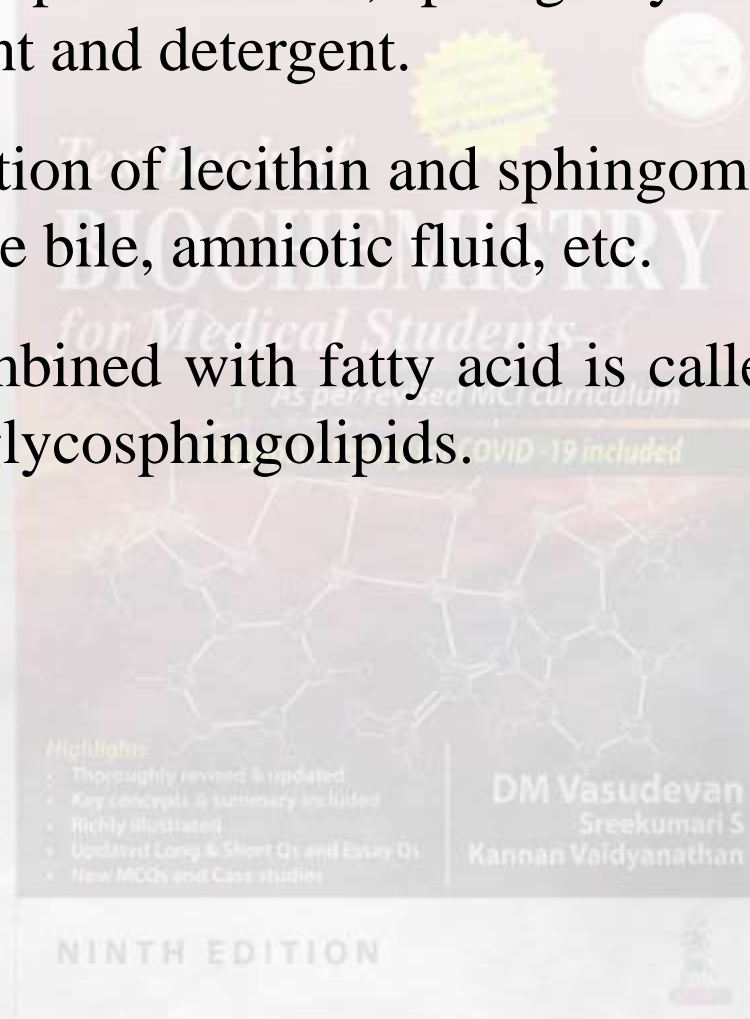 nt and detergent.
tion of lecithin and sphingom
e bile, amniotic fluid, etc.
nbined with fatty acid is calle
glycosphingolipids.
Textbook of
BIOCHEMISTRY
for Medical Students
As per revised MCI curriculum
COVID -19 included
Highlights
• Thoroughly revised & updated
• Key concepts & summary included
• Richly illustrated
• Updated Long & Short Qs and Essay Qs
• New MCQs and Case studies
DM Vasudevan
Sreekumari S
Kannan Vaidyanathan
NINTH EDITION